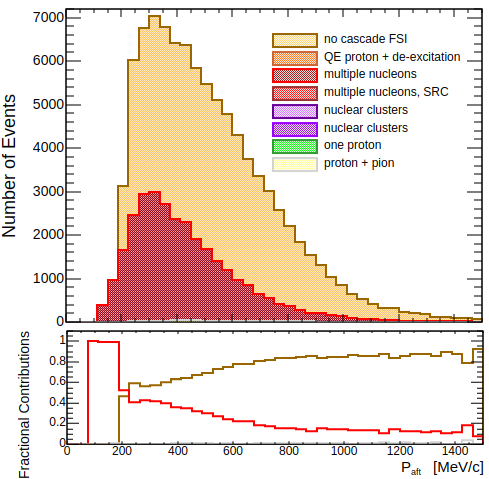 Number of Events
7000
6000
5000
4000
3000
2000
1000
0
no cascade FSI
QE proton + de-excitation
multiple nucleons
multiple nucleons, SRC
nuclear clusters
nuclear clusters
one proton
proton + pion
Fractional Contributions
1
0.8
0.6
0.4
0.2
0
0 200 400 600 800 1000 1200 1400
Paft [MeV/c]